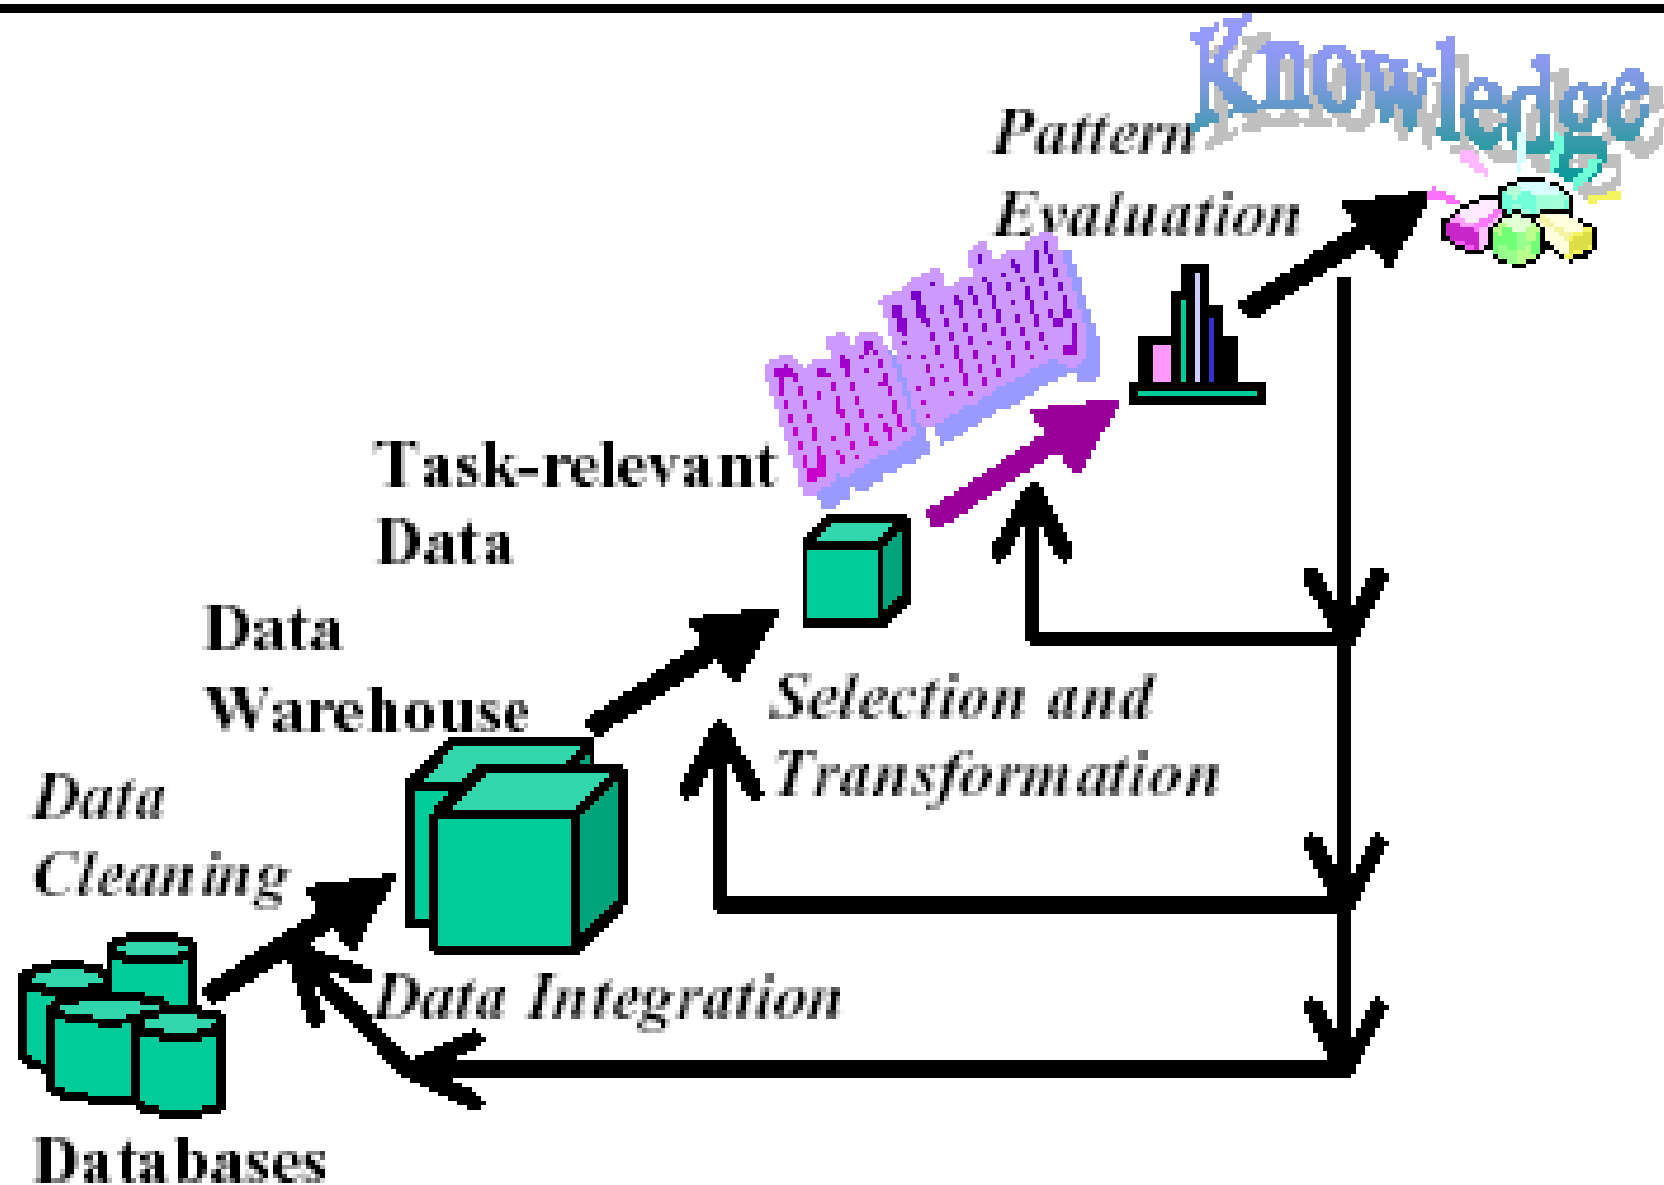 Knowledge
Pattern
Evaluation
Task-relevant
Data
Data
Warehouse
Selection and
Transformation
Data
Cleaning
Data Integration
Databases